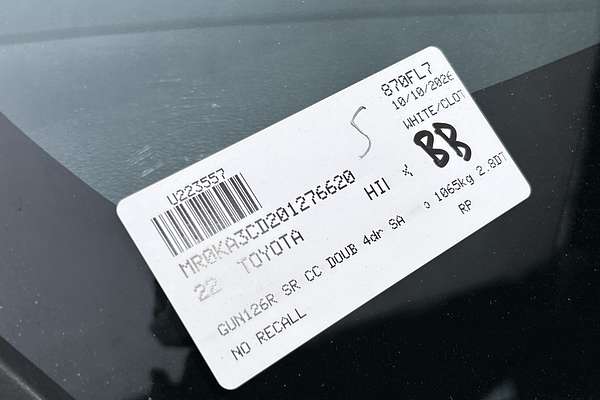 870FL7
10/10/2026
U223557
WHITE/CLOT
S
BB
MR0KA3CD201276620
22 TOYOTA HII
GUN126R SR CC DOUB 4dr SA 1065kg 2.8DT
NO RECALL RP